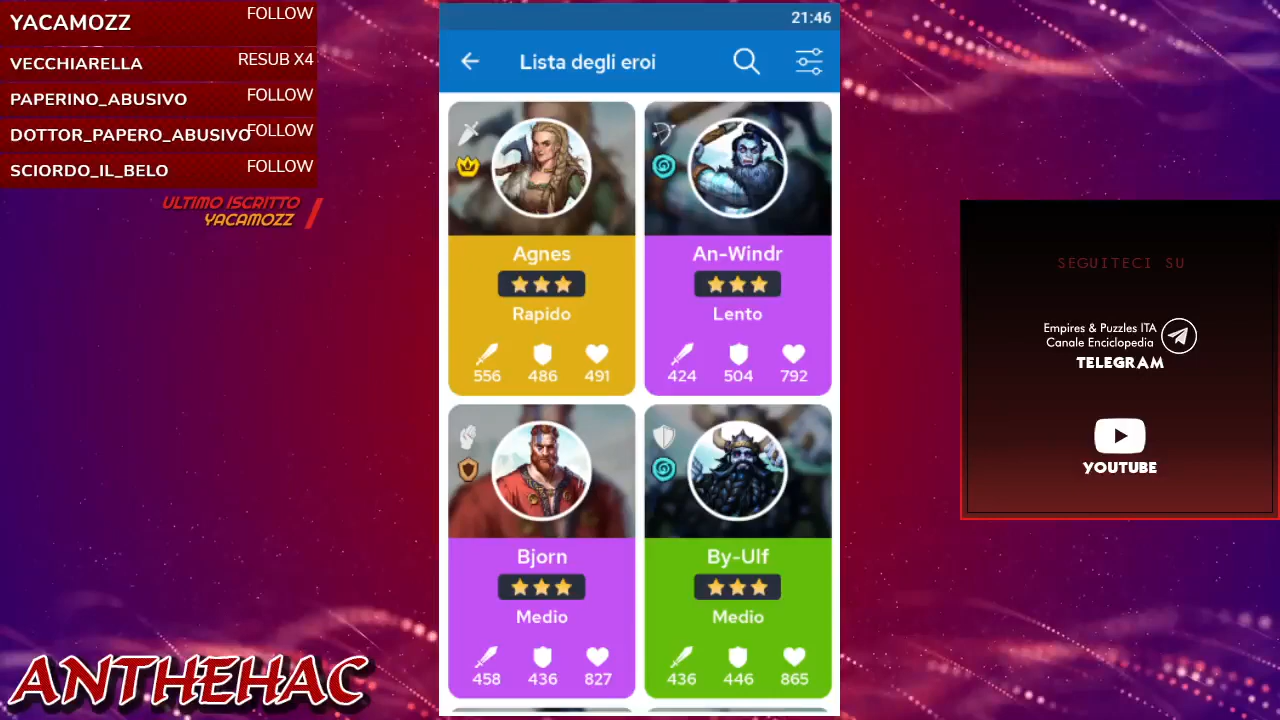 YACAMOZZ FOLLOW
VECCHIARELLA RESUB X4
PAPERINO_ABUSIVO FOLLOW
DOTTOR_PAPERO_ABUSIVO FOLLOW
SCIORDO_IL_BELO FOLLOW
ULTIMO ISCRITTO
YACAMOZZ
21:46
Lista degli eroi
Agnes
Rapido
556 486 491
An-Windr
Lento
424 504 792
Bjorn
Medio
458 436 827
By-Ulf
Medio
436 446 865
SEGUITECI SU
Empires & Puzzles ITA
Canale Enciclopedia
TELEGRAM
YOUTUBE
ANTHEHAC